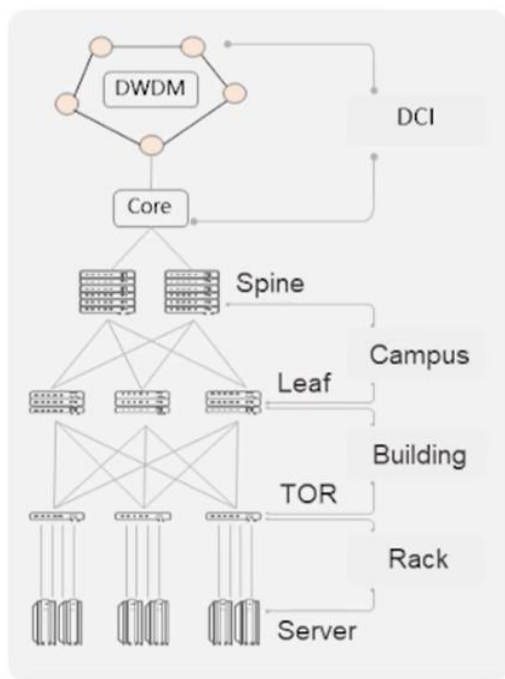 DWDM
DCI
Core
Spine
Campus
Leaf
Building
TOR
Rack
Server